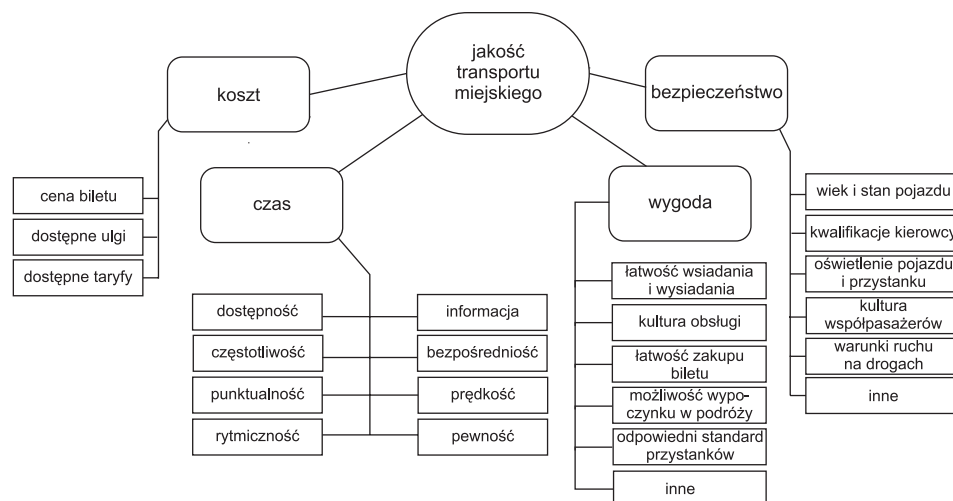 jakość
transportu
miejskiego
koszt
cena biletu
dostępne ulgi
dostępne taryfy
czas
dostępność
częstotliwość
punktualność
rytmiczność
informacja
bezpośredniość
prędkość
pewność
wygoda
łatwość wsiadania
i wysiadania
kultura obsługi
łatwość zakupu
biletu
możliwość wypo-
czynku w podróży
odpowiedni standard
przystanków
inne
bezpieczeństwo
wiek i stan pojazdu
kwalifikacje kierowcy
oświetlenie pojazdu
i przystanku
kultura
współpasażerów
warunki ruchu
na drogach
inne